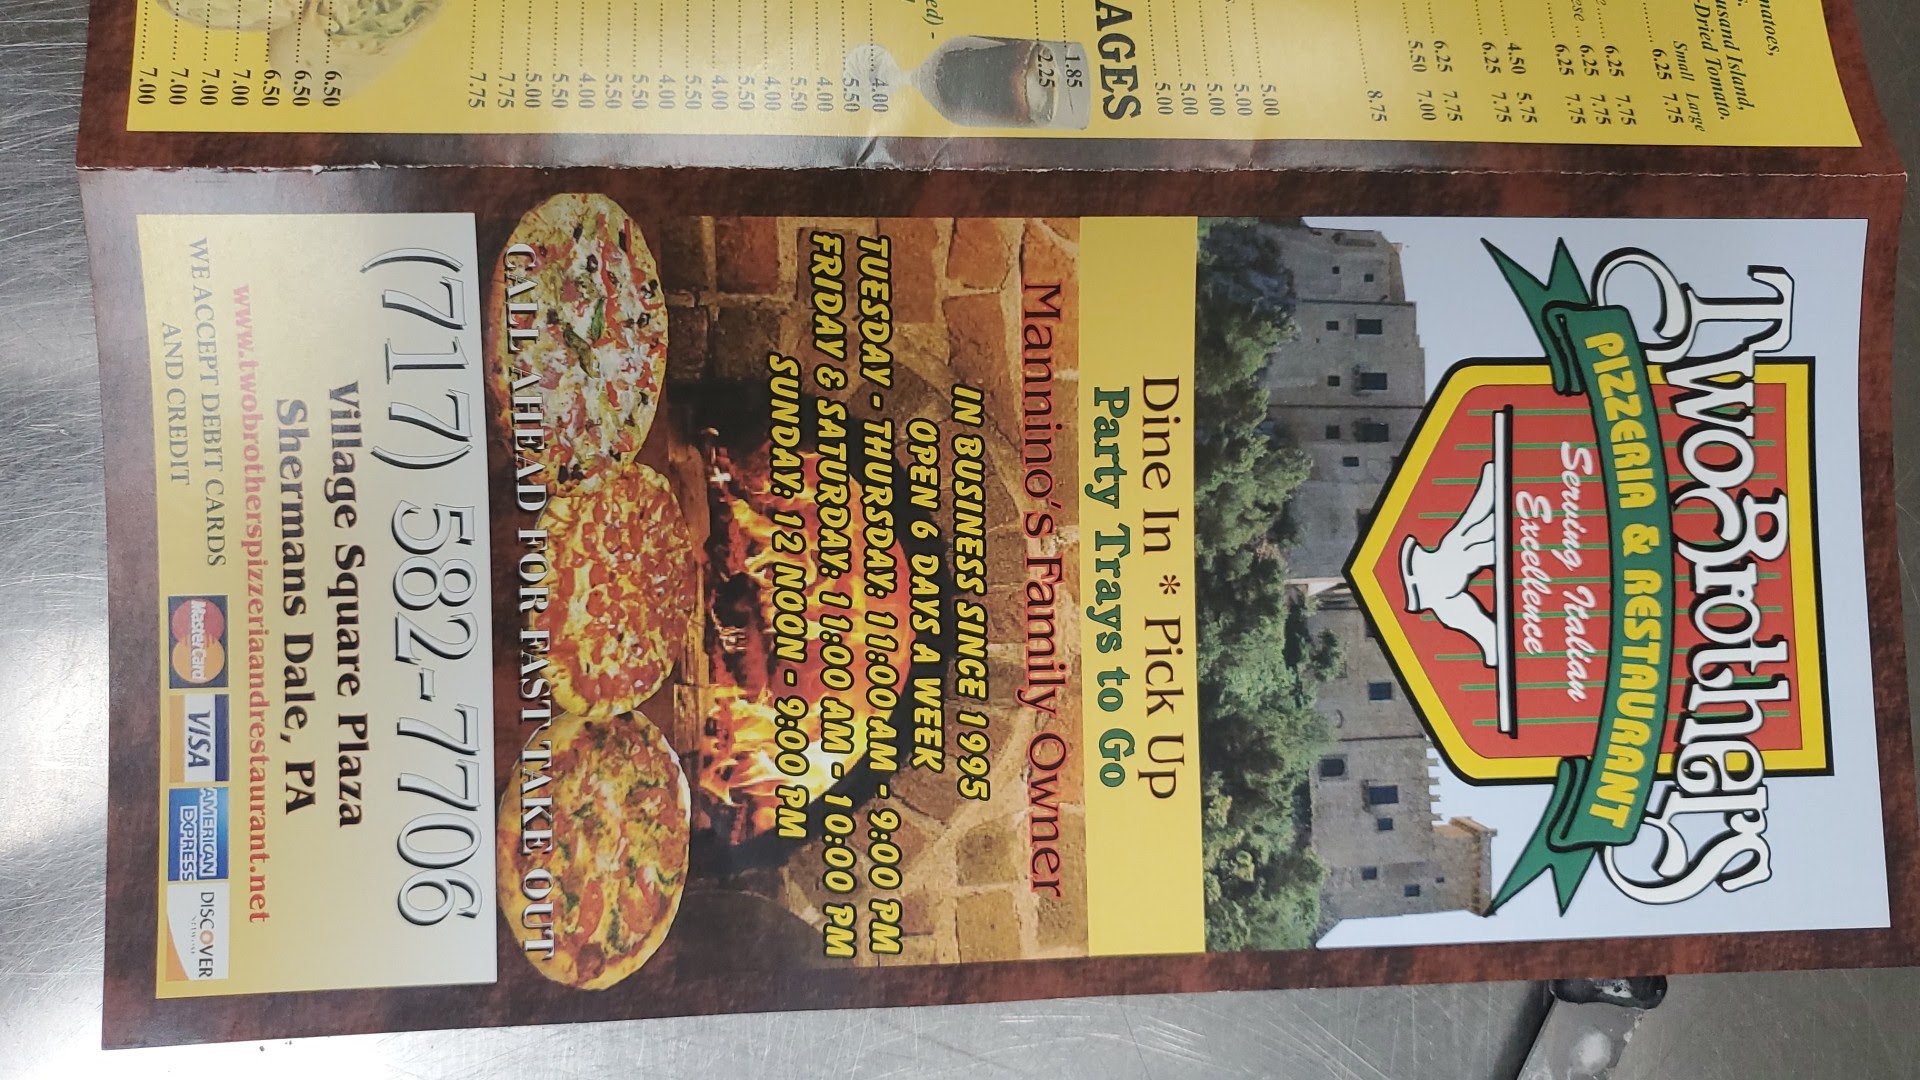 matoes,
usand Island,
-Dried Tomato.
Small Large
6.25 7.75
6.25 7.75
ese 6.25 7.75
4.50 5.75
6.25 7.75
6.25 7.75
5.50 7.00
8.75
5.00
5.00
5.00
5.00
5.00
AGES
1.85
2.25
ed) -
4.00
5.50
4.00
5.50
4.00
5.50
4.00
5.50
4.00
5.50
5.50
4.00
5.50
5.00
7.75
7.75
6.50
6.50
6.50
7.00
7.00
7.00
7.00
Two Brothers
PIZZERIA & RESTAURANT
Serving Italian
Excellence
Dine In * Pick Up
Party Trays to Go
Mannino's Family Owner
IN BUSINESS SINCE 1995
OPEN 6 DAYS A WEEK
TUESDAY - THURSDAY: 11:00 AM - 9:00 PM
FRIDAY & SATURDAY: 11:00 AM - 10:00 PM
SUNDAY: 12 NOON - 9:00 PM
CALL AHEAD FOR FAST TAKE OUT
(717) 582-7706
Village Square Plaza
Shermans Dale, PA
www.twobrotherspizzeriaandrestaurant.net
WE ACCEPT DEBIT CARDS
AND CREDIT
MasterCard
VISA
AMERICAN
EXPRESS
DISCOVER
NETWORK